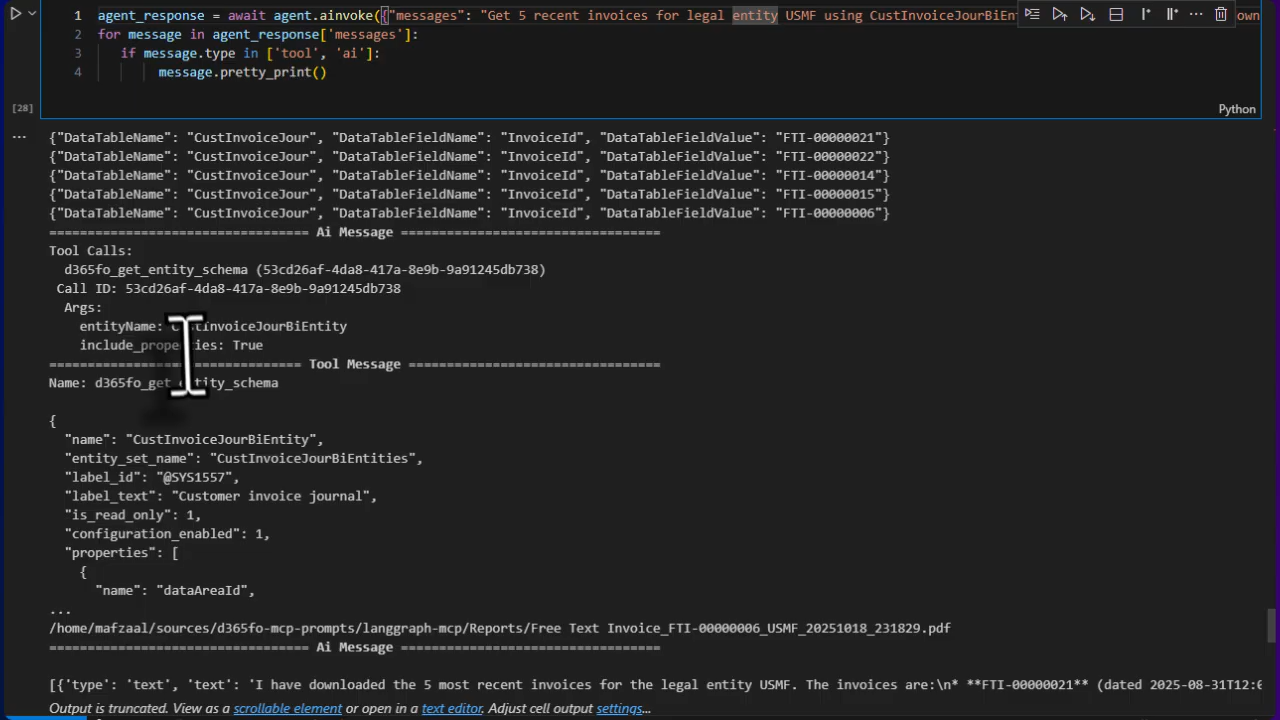 1 agent_response = await agent.ainvoke({"messages": "Get 5 recent invoices for legal entity USMF using CustInvoiceJourBiEn own
2 for message in agent_response['messages']:
3 if message.type in ['tool', 'ai']:
4 message.pretty_print()
[28]
Python
...
{"DataTableName": "CustInvoiceJour", "DataTableFieldName": "InvoiceId", "DataTableFieldValue": "FTI-00000021"}
{"DataTableName": "CustInvoiceJour", "DataTableFieldName": "InvoiceId", "DataTableFieldValue": "FTI-00000022"}
{"DataTableName": "CustInvoiceJour", "DataTableFieldName": "InvoiceId", "DataTableFieldValue": "FTI-00000014"}
{"DataTableName": "CustInvoiceJour", "DataTableFieldName": "InvoiceId", "DataTableFieldValue": "FTI-00000015"}
{"DataTableName": "CustInvoiceJour", "DataTableFieldName": "InvoiceId", "DataTableFieldValue": "FTI-00000006"}
================================== Ai Message ==================================
Tool Calls:
d365fo_get_entity_schema (53cd26af-4da8-417a-8e9b-9a91245db738)
Call ID: 53cd26af-4da8-417a-8e9b-9a91245db738
Args:
entityName: CustInvoiceJourBiEntity
include_properties: True
================================= Tool Message =================================
Name: d365fo_get_entity_schema
{
"name": "CustInvoiceJourBiEntity",
"entity_set_name": "CustInvoiceJourBiEntities",
"label_id": "@SYS1557",
"label_text": "Customer invoice journal",
"is_read_only": 1,
"configuration_enabled": 1,
"properties": [
{
"name": "dataAreaId",
...
/home/mafzaal/sources/d365fo-mcp-prompts/langgraph-mcp/Reports/Free Text Invoice_FTI-00000006_USMF_20251018_231829.pdf
================================== Ai Message ==================================
[{'type': 'text', 'text': 'I have downloaded the 5 most recent invoices for the legal entity USMF. The invoices are:\n* **FTI-00000021** (dated 2025-08-31T12:0
Output is truncated. View as a scrollable element or open in a text editor. Adjust cell output settings...